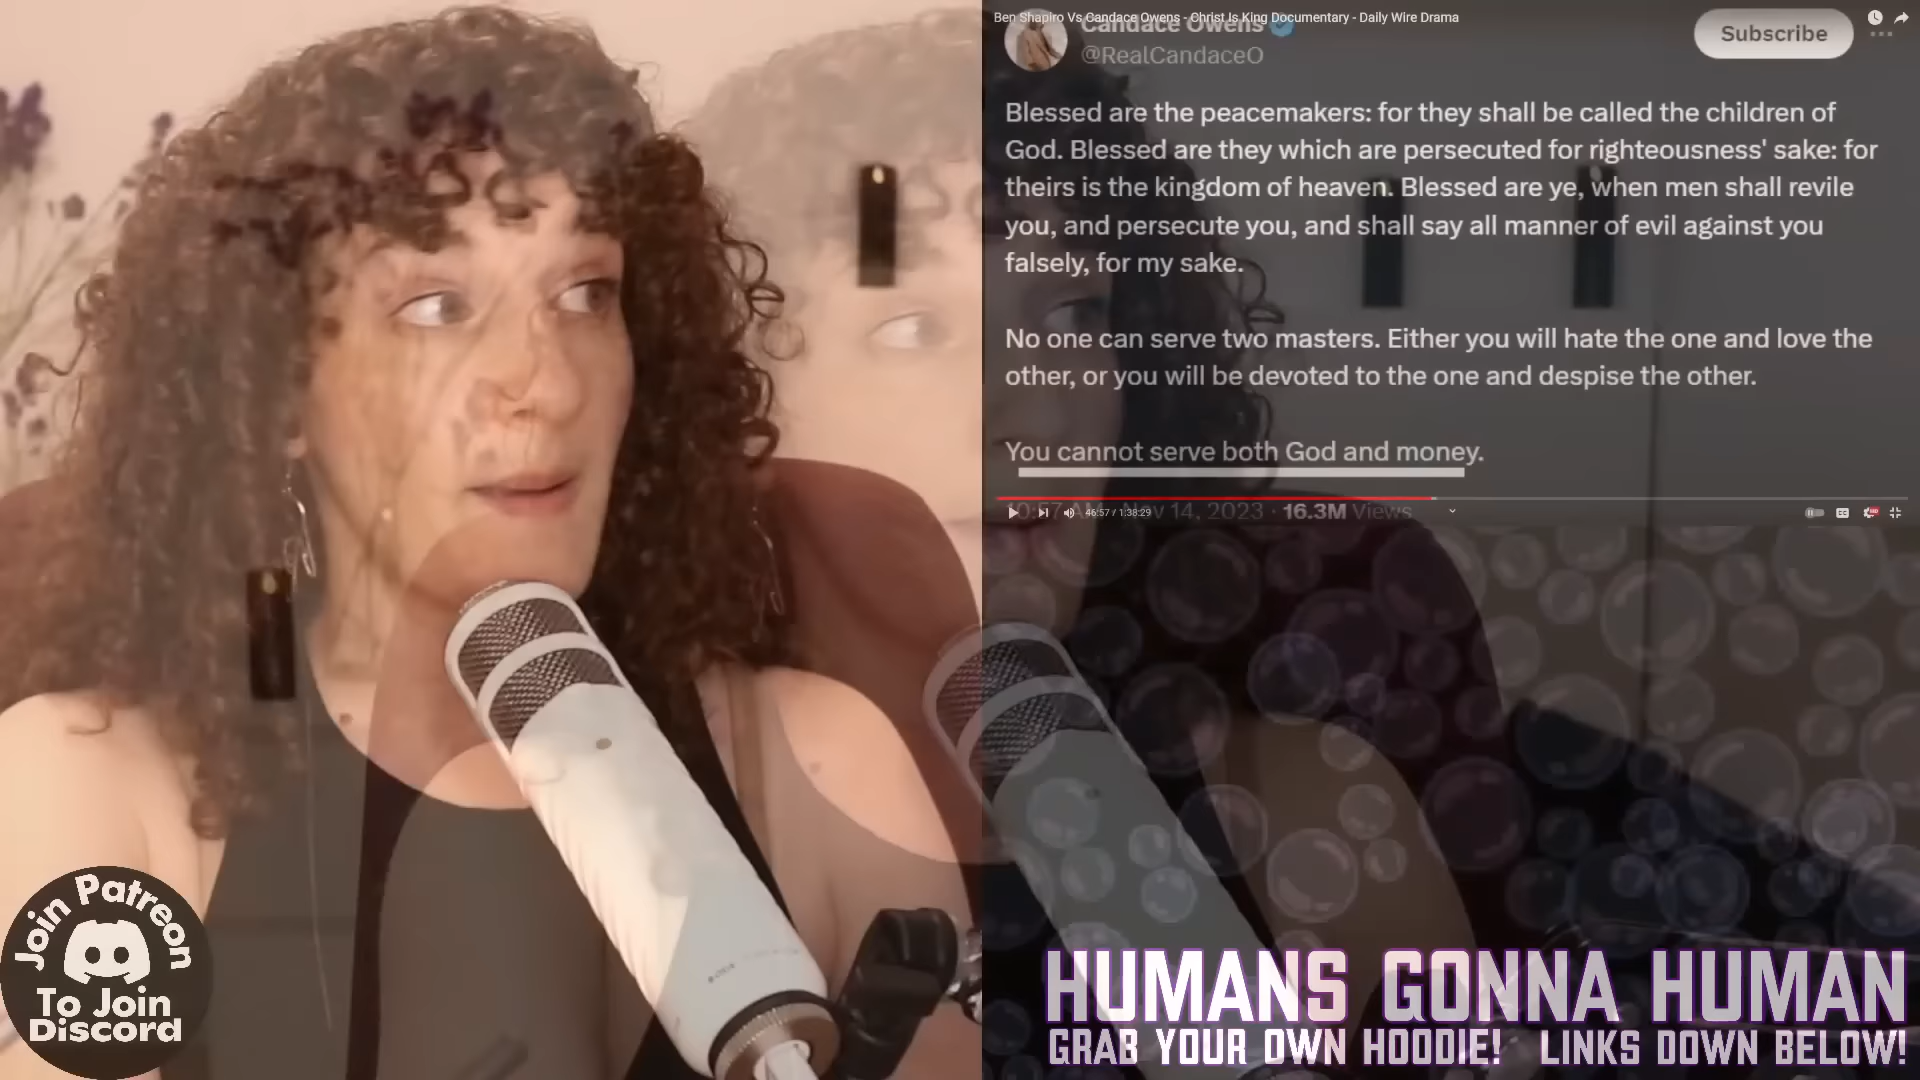 Ben Shapiro Vs Candace Owens - Christ Is King Documentary - Daily Wire Drama
Candace Owens
@RealCandaceO
Subscribe
Blessed are the peacemakers: for they shall be called the children of
God. Blessed are they which are persecuted for righteousness' sake: for
theirs is the kingdom of heaven. Blessed are ye, when men shall revile
you, and persecute you, and shall say all manner of evil against you
falsely, for my sake.
No one can serve two masters. Either you will hate the one and love the
other, or you will be devoted to the one and despise the other.
You cannot serve both God and money.
10:57 AM · Nov 14, 2023 · 16.3M Views
46:57 / 1:38:29
Join Patreon
To Join
Discord
HUMANS GONNA HUMAN
GRAB YOUR OWN HOODIE! LINKS DOWN BELOW!